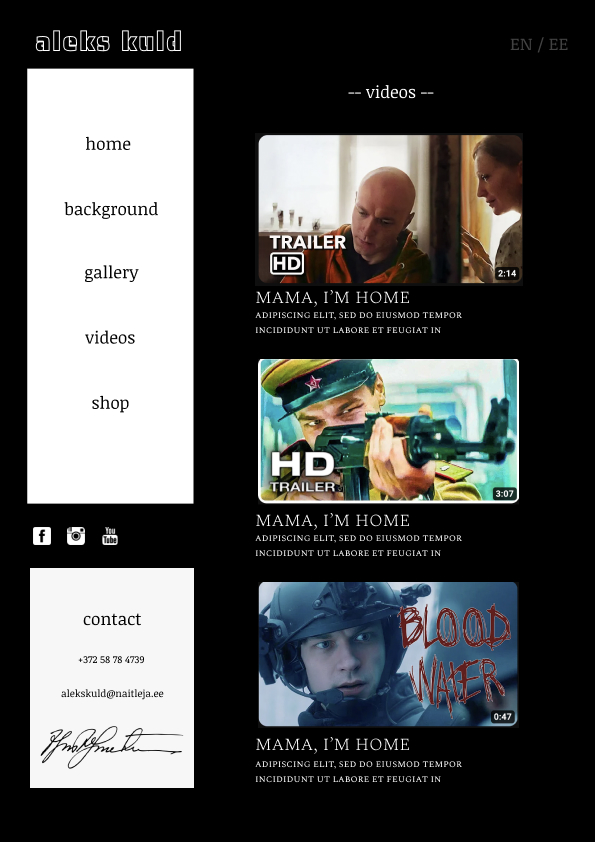 aleks kuld
EN / EE
home
background
gallery
videos
shop
You
Tube
contact
+372 58 78 4739
alekskuld@naitleja.ee
-- videos --
TRAILER
HD
2:14
MAMA, I'M HOME
ADIPISCING ELIT, SED DO EIUSMOD TEMPOR
INCIDIDUNT UT LABORE ET FEUGIAT IN
HD
TRAILER
3:07
MAMA, I'M HOME
ADIPISCING ELIT, SED DO EIUSMOD TEMPOR
INCIDIDUNT UT LABORE ET FEUGIAT IN
BLOOD
WATER
0:47
MAMA, I'M HOME
ADIPISCING ELIT, SED DO EIUSMOD TEMPOR
INCIDIDUNT UT LABORE ET FEUGIAT IN